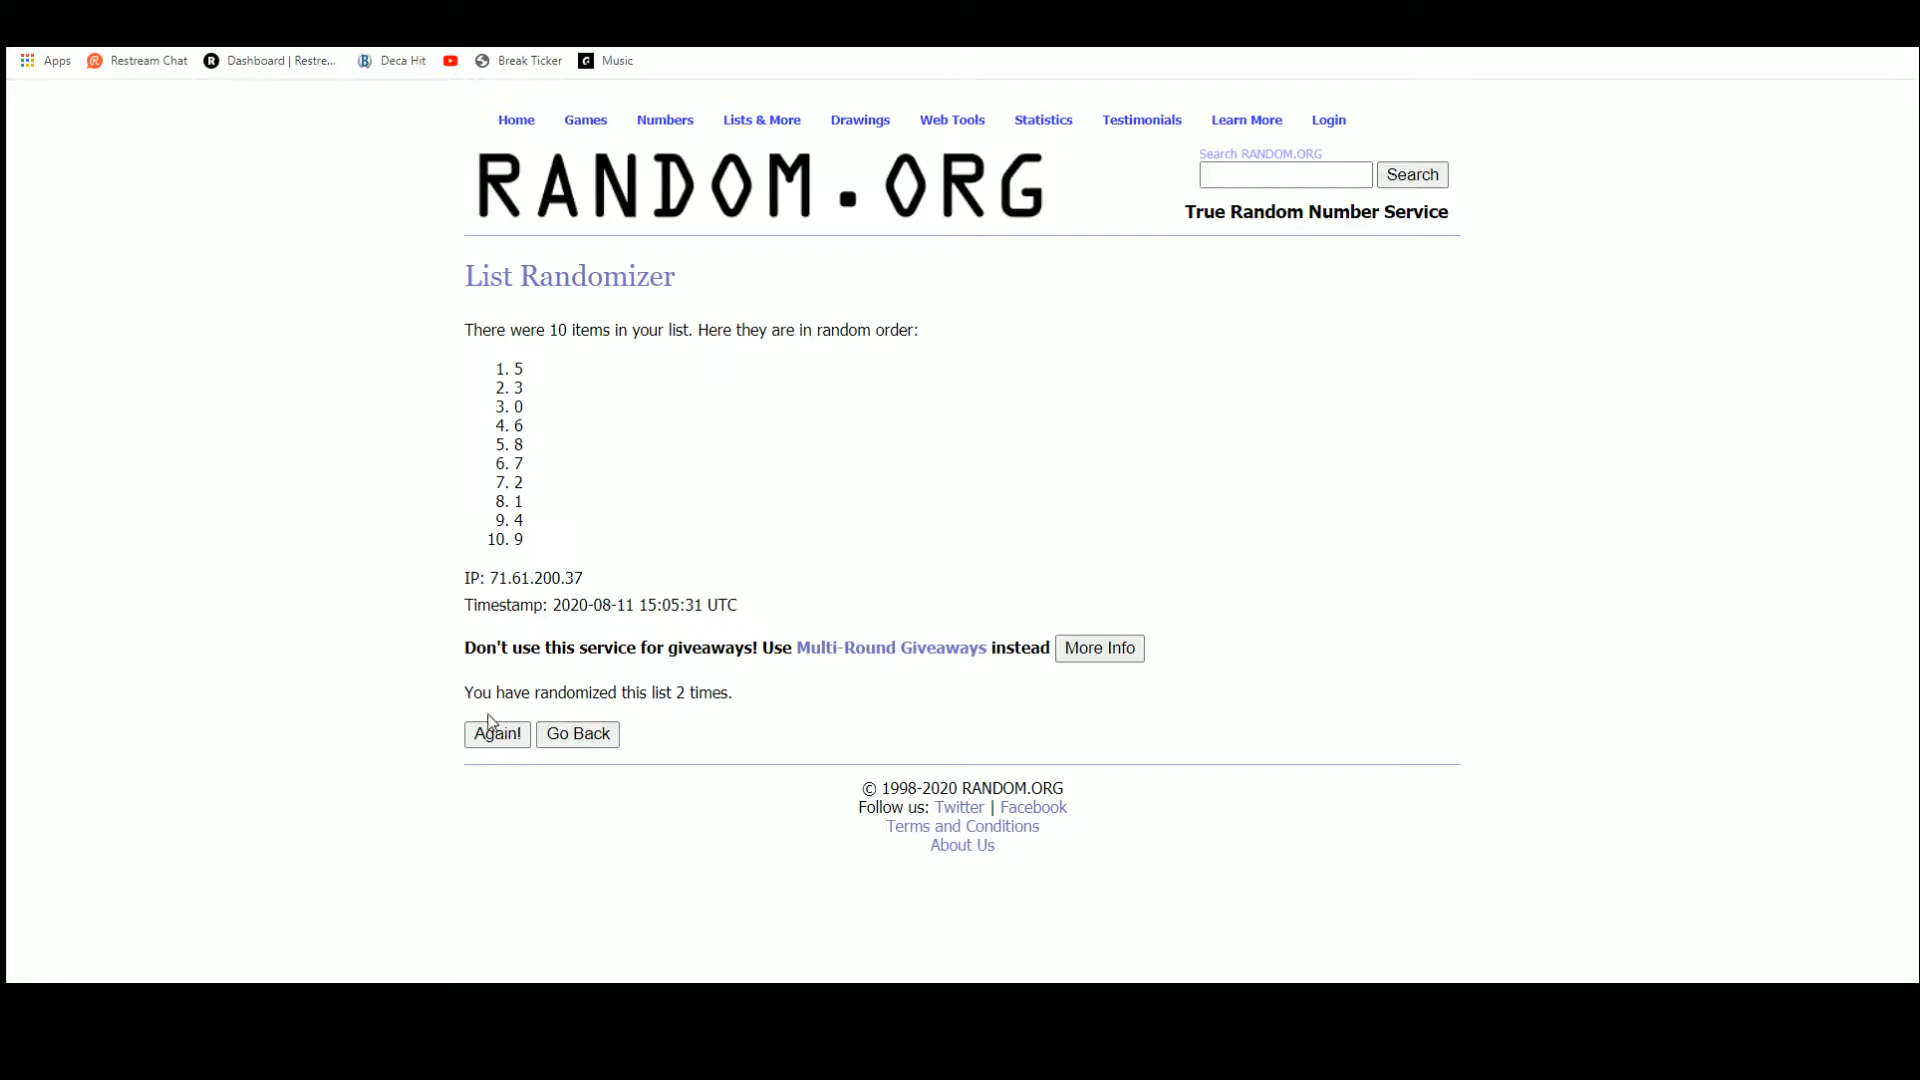 Apps Restream Chat Dashboard | Restre... Deca Hit Break Ticker Music
Home Games Numbers Lists & More Drawings Web Tools Statistics Testimonials Learn More Login
RANDOM.ORG
Search RANDOM.ORG
Search
True Random Number Service
List Randomizer
There were 10 items in your list. Here they are in random order:
1. 5
2. 3
3. 0
4. 6
5. 8
6. 7
7. 2
8. 1
9. 4
10. 9
IP: 71.61.200.37
Timestamp: 2020-08-11 15:05:31 UTC
Don't use this service for giveaways! Use Multi-Round Giveaways instead More Info
You have randomized this list 2 times.
Again! Go Back
© 1998-2020 RANDOM.ORG
Follow us: Twitter | Facebook
Terms and Conditions
About Us